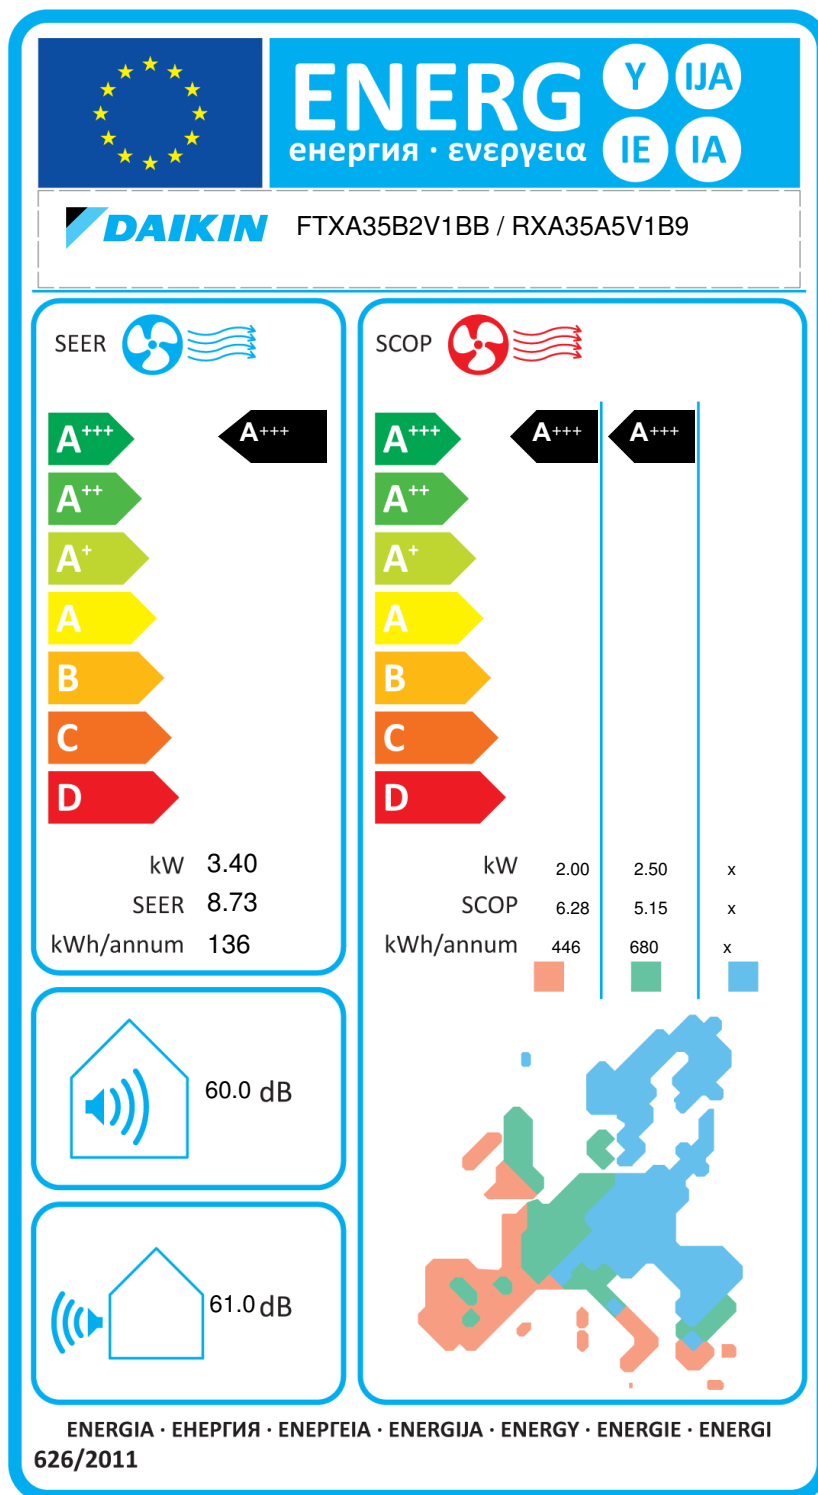 ENERG
Y
IJA
IE
IA
енергия · ενεργεια
DAIKIN
FTXA35B2V1BB / RXA35A5V1B9
SEER
A+++
A+++
A++
A+
A
B
C
D
kW 3.40
SEER 8.73
kWh/annum 136
SCOP
A+++
A+++
A+++
A++
A+
A
B
C
D
kW 2.00 2.50 x
SCOP 6.28 5.15 x
kWh/annum 446 680 x
60.0 dB
61.0 dB
ENERGIA · ЕНЕРГИЯ · ΕΝΕΡΓΕΙΑ · ENERGIJA · ENERGY · ENERGIE · ENERGI
626/2011